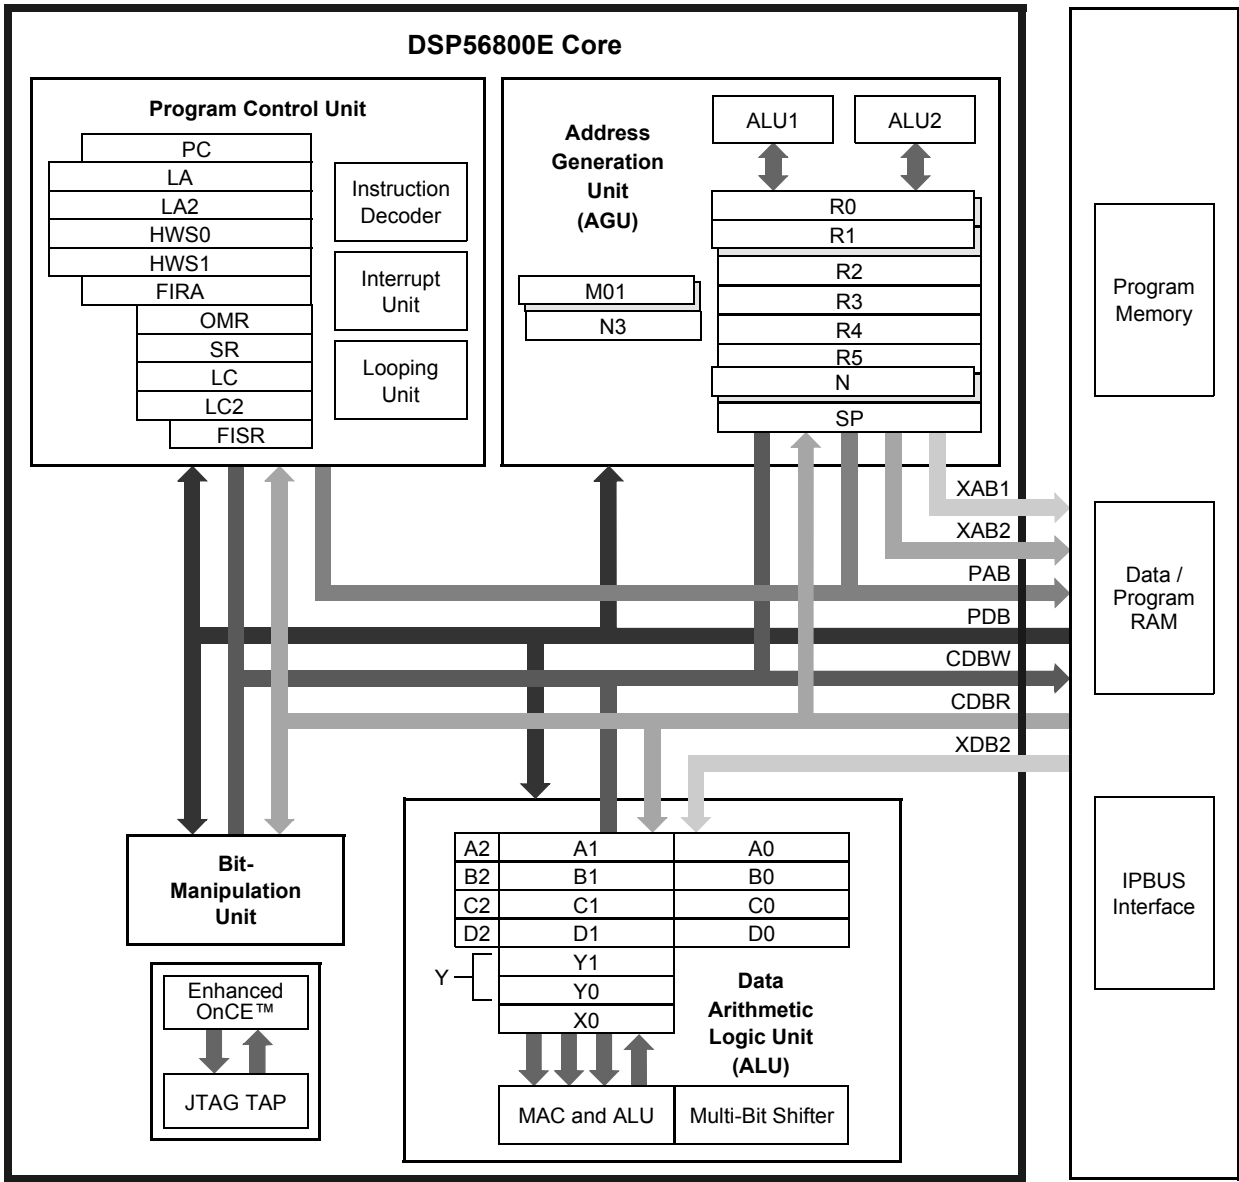 DSP56800E Core
Program Control Unit
PC
LA
LA2
HWS0
HWS1
FIRA
OMR
SR
LC
LC2
FISR
Instruction
Decoder
Interrupt
Unit
Looping
Unit
Address
Generation
Unit
(AGU)
ALU1
ALU2
R0
R1
R2
R3
R4
R5
N
SP
M01
N3
XAB1
XAB2
PAB
PDB
CDBW
CDBR
XDB2
Program
Memory
Data /
Program
RAM
IPBUS
Interface
Bit-
Manipulation
Unit
Enhanced
OnCE™
JTAG TAP
A2 A1 A0
B2 B1 B0
C2 C1 C0
D2 D1 D0
Y
Y1
Y0
X0
Data
Arithmetic
Logic Unit
(ALU)
MAC and ALU
Multi-Bit Shifter